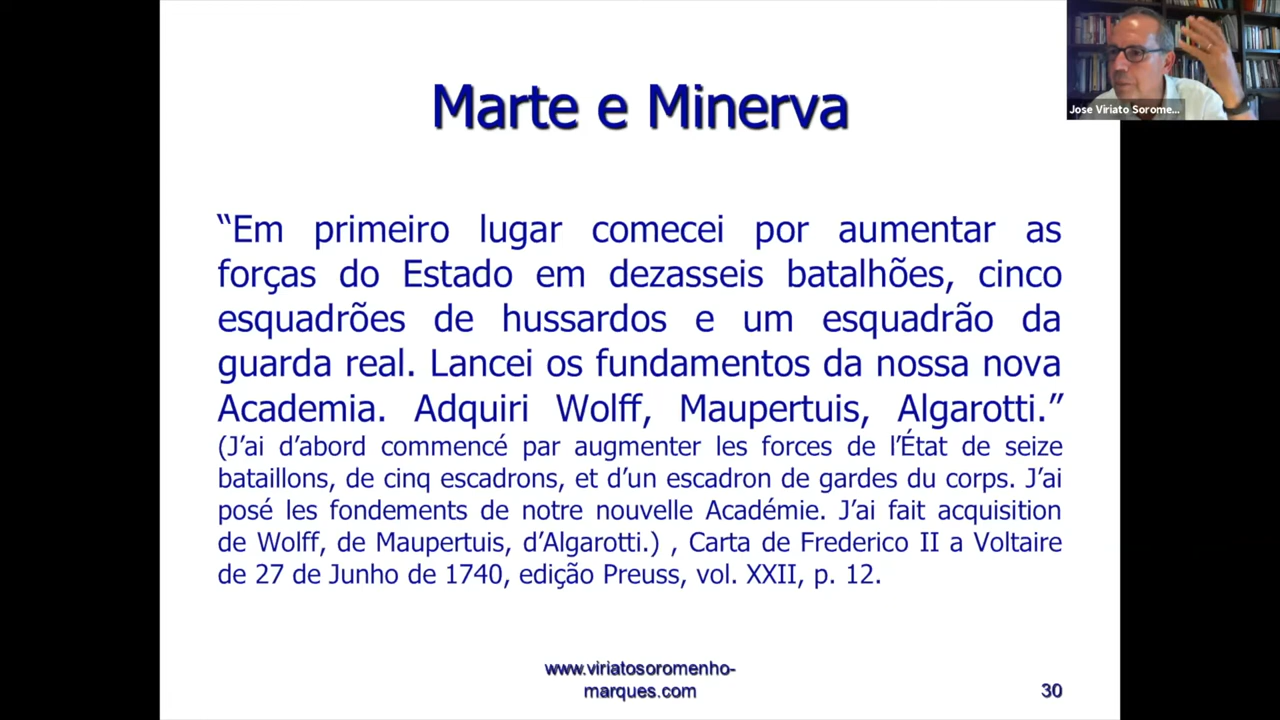 Jose Viriato Sorome...
Marte e Minerva
“Em primeiro lugar comecei por aumentar as
forças do Estado em dezasseis batalhões, cinco
esquadrões de hussardos e um esquadrão da
guarda real. Lancei os fundamentos da nossa nova
Academia. Adquiri Wolff, Maupertuis, Algarotti.”
(J’ai d’abord commencé par augmenter les forces de l’État de seize
bataillons, de cinq escadrons, et d’un escadron de gardes du corps. J’ai
posé les fondements de notre nouvelle Académie. J’ai fait acquisition
de Wolff, de Maupertuis, d’Algarotti.) , Carta de Frederico II a Voltaire
de 27 de Junho de 1740, edição Preuss, vol. XXII, p. 12.
www.viriatosoromenho-
marques.com
30